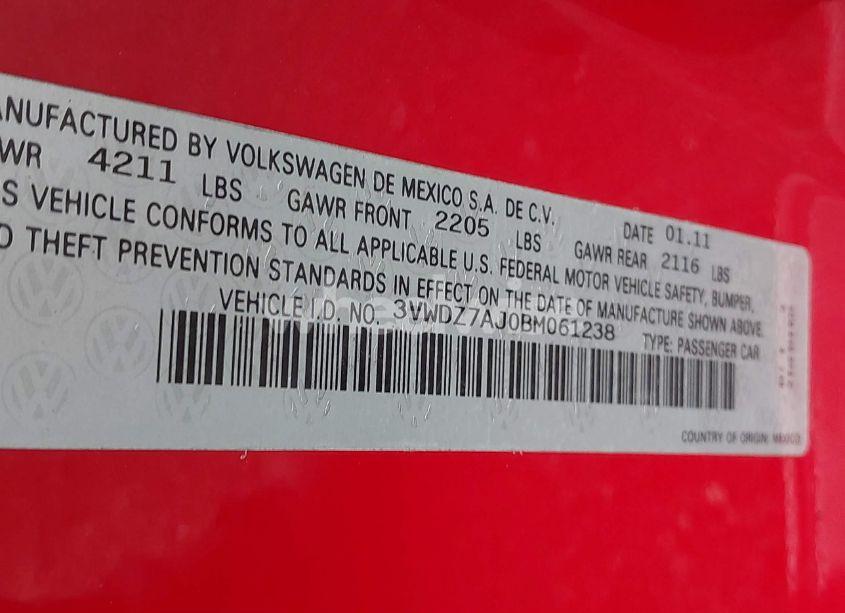 ANUFACTURED BY VOLKSWAGEN DE MEXICO S.A. DE C.V. DATE 01.11
WR 4211 LBS GAWR FRONT 2205 LBS GAWR REAR 2116 LBS
S VEHICLE CONFORMS TO ALL APPLICABLE U.S. FEDERAL MOTOR VEHICLE SAFETY, BUMPER,
D THEFT PREVENTION STANDARDS IN EFFECT ON THE DATE OF MANUFACTURE SHOWN ABOVE.
VEHICLE I.D. NO. 3VWDZ7AJ0BM061238 TYPE: PASSENGER CAR
COUNTRY OF ORIGIN: MEXICO